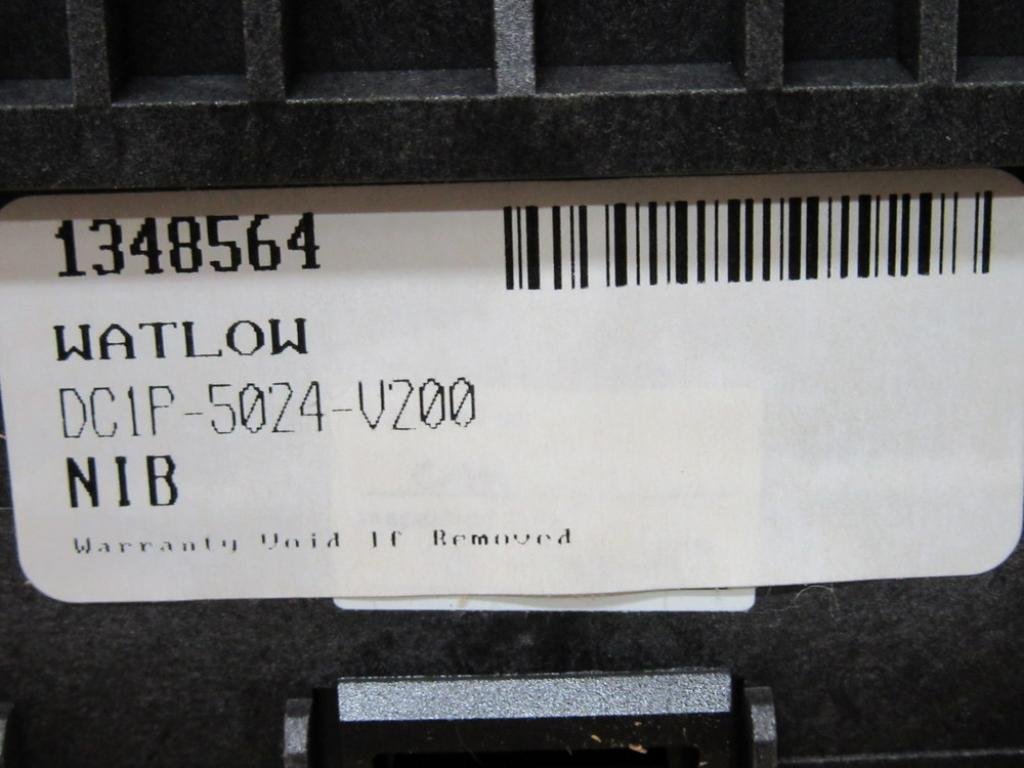 1348564
WATLOW
DC1P-5024-V200
NIB
Warranty Void If Removed